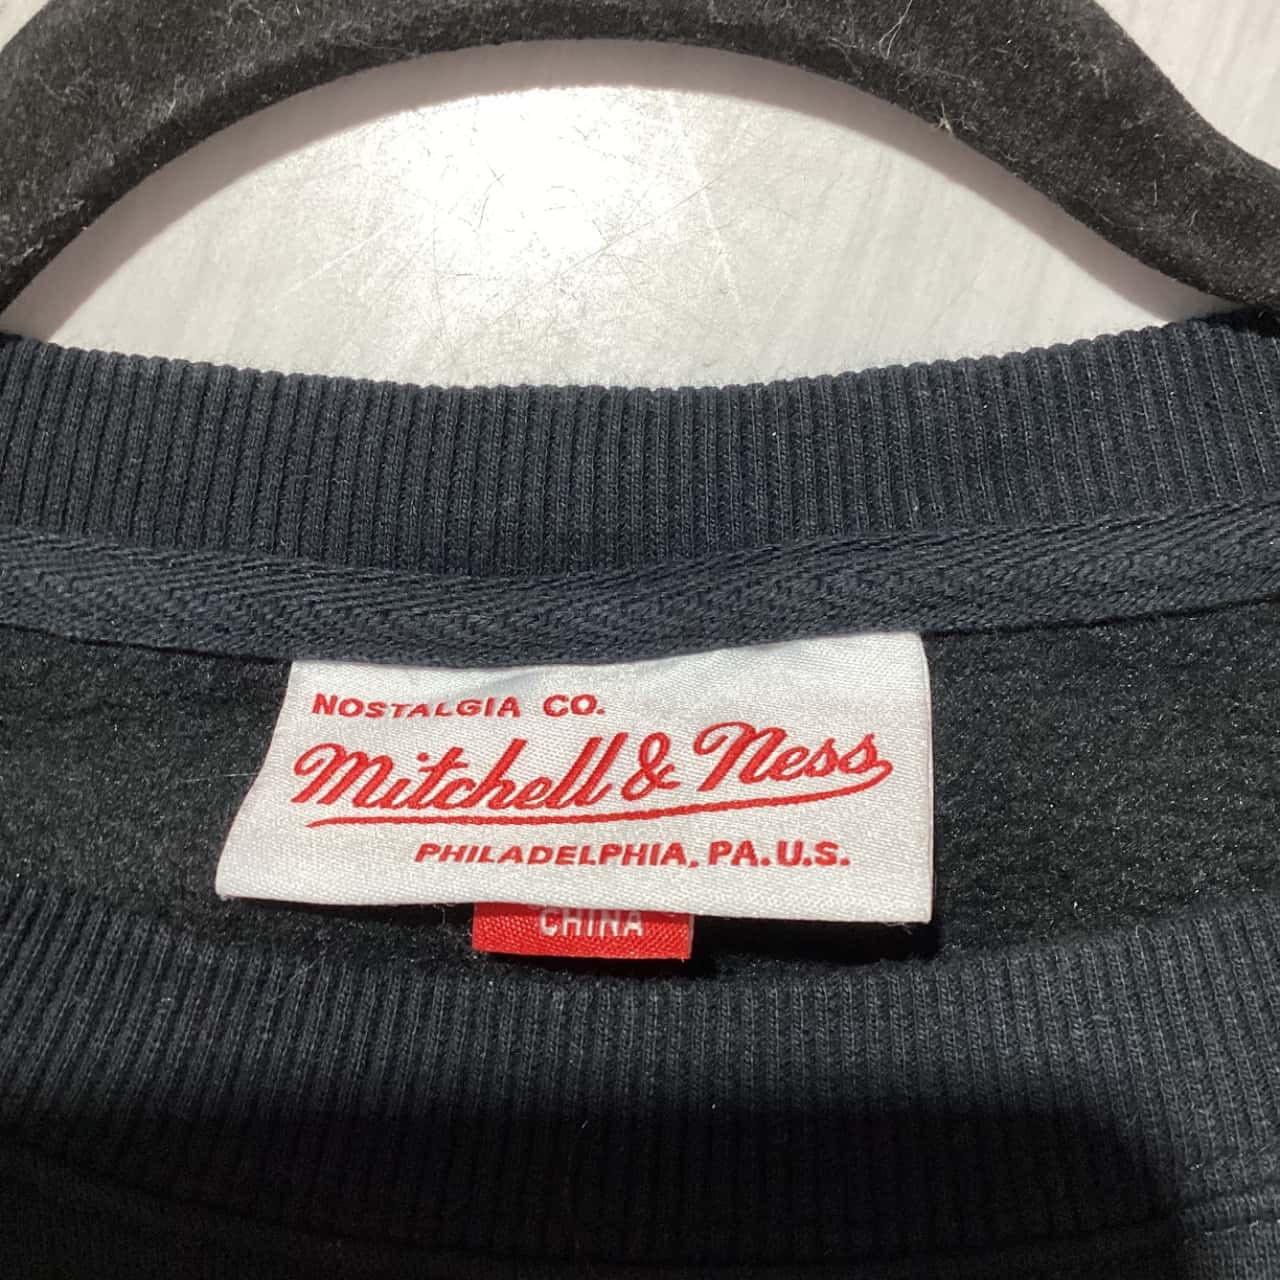 NOSTALGIA CO.
Mitchell & Ness
PHILADELPHIA, PA. U.S.
CHINA